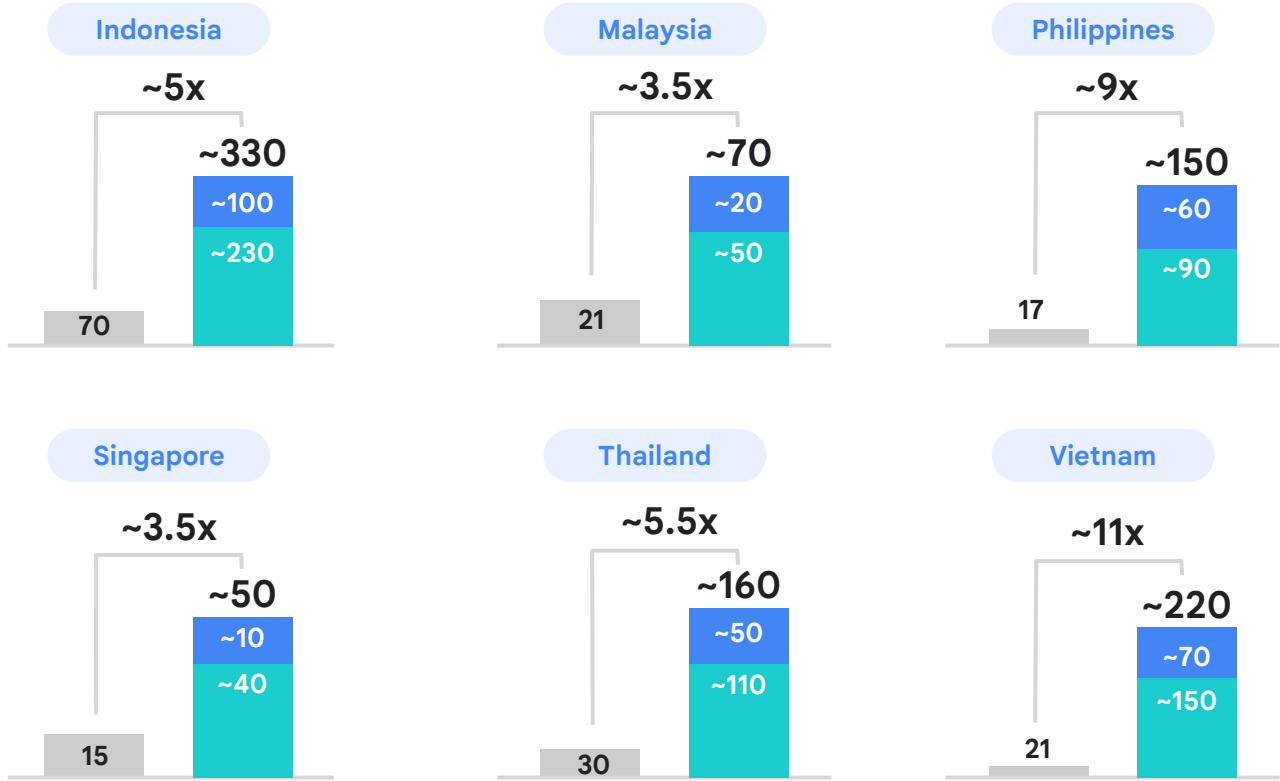 Indonesia
~5x
~330
~100
~230
70
Malaysia
~3.5x
~70
~20
~50
21
Philippines
~9x
~150
~60
~90
17
Singapore
~3.5x
~50
~10
~40
15
Thailand
~5.5x
~160
~50
~110
30
Vietnam
~11x
~220
~70
~150
21